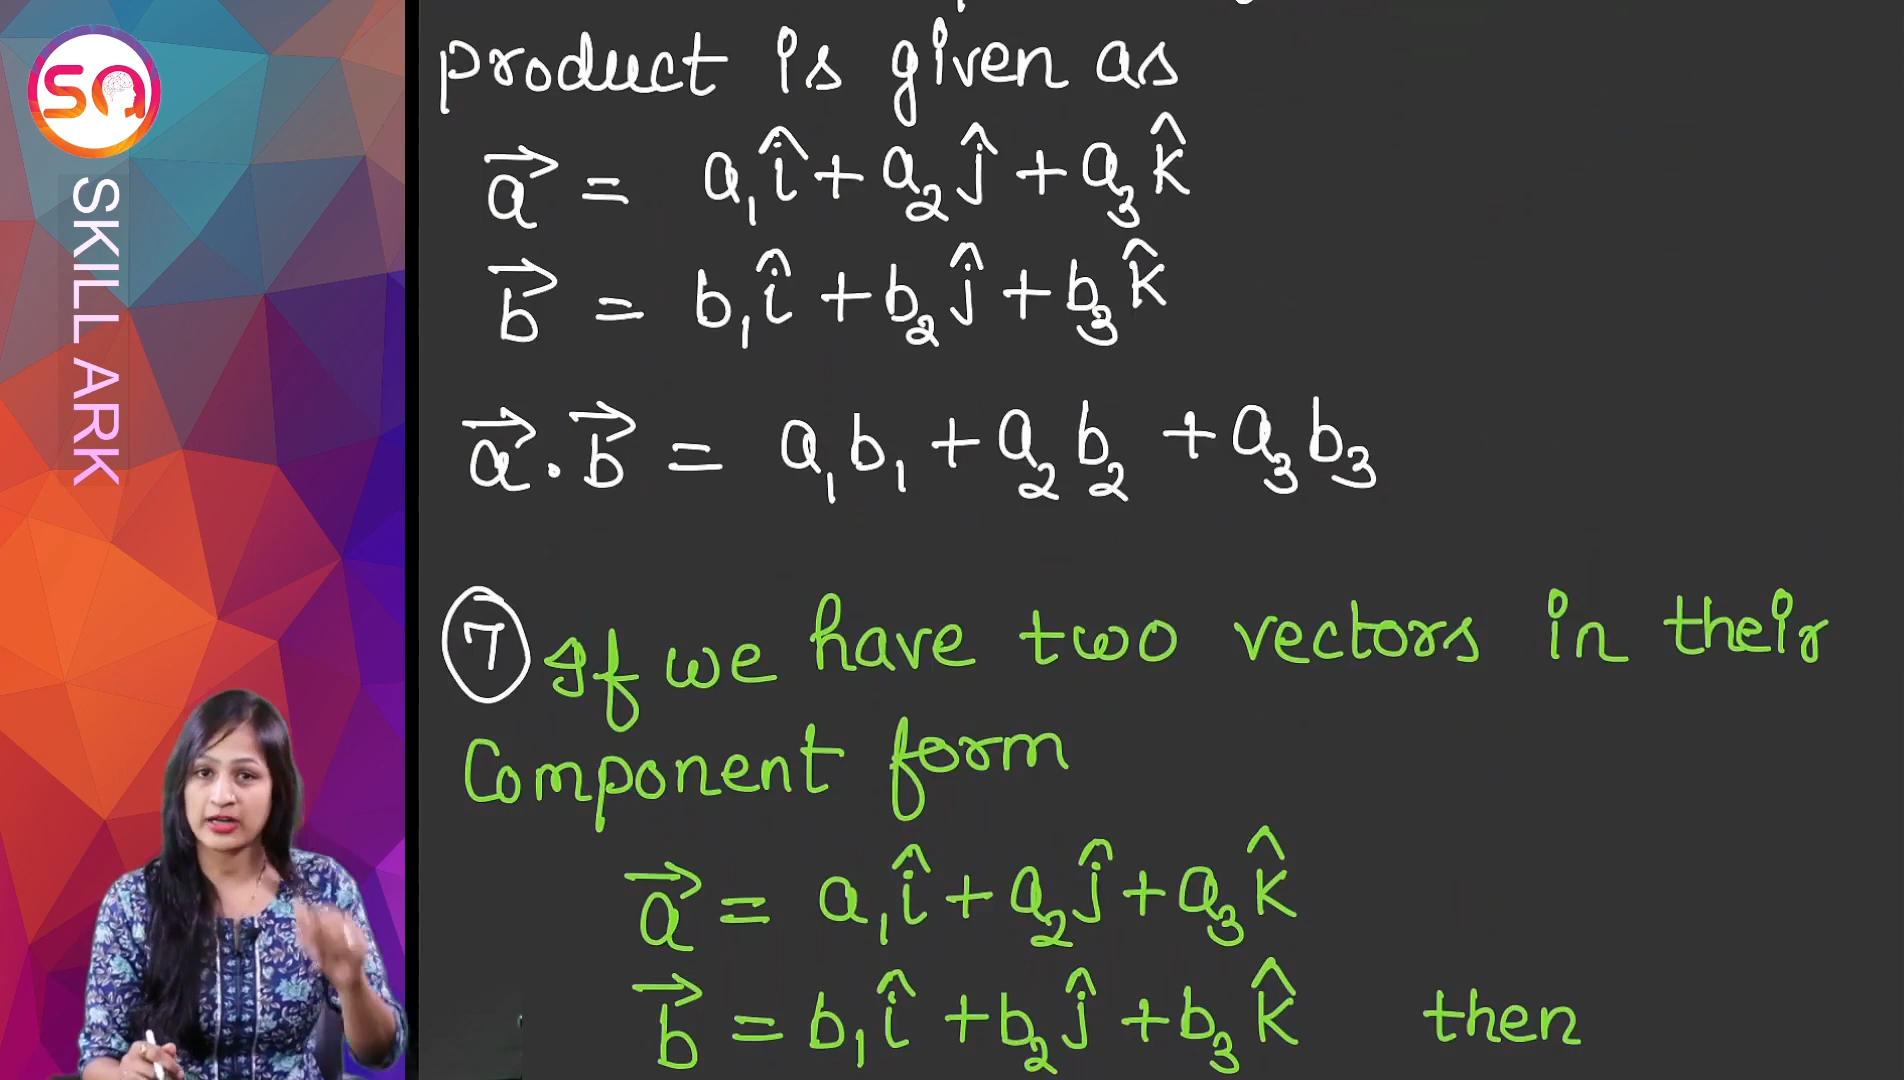 SKILL ARK
product is given as
a⃗ = a₁î + a₂ĵ + a₃k̂
b⃗ = b₁î + b₂ĵ + b₃k̂
a⃗ . b⃗ = a₁b₁ + a₂b₂ + a₃b₃
⑦ If we have two vectors in their
Component form
a⃗ = a₁î + a₂ĵ + a₃k̂
b⃗ = b₁î + b₂ĵ + b₃k̂ then